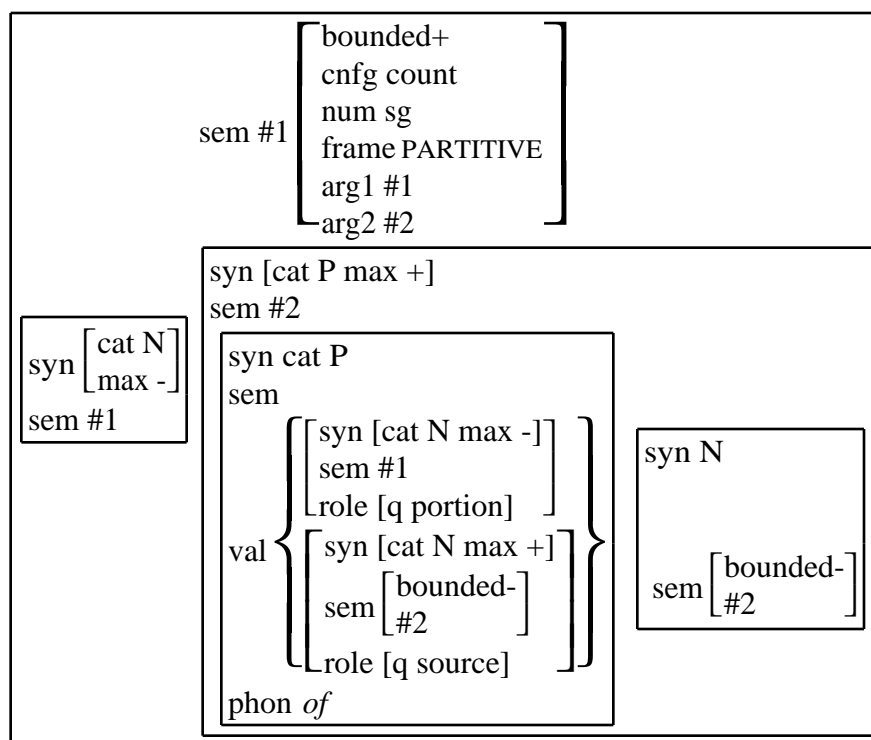 bounded+
cnfg count
num sg
sem #1
frame PARTITIVE
arg1 #1
arg2 #2
syn [cat P max +]
sem #2
syn
cat N
max -
sem #1
syn cat P
sem
val
syn [cat N max -]
sem #1
role [q portion]
syn [cat N max +]
sem
bounded-
#2
role [q source]
phon of
syn N
sem
bounded-
#2